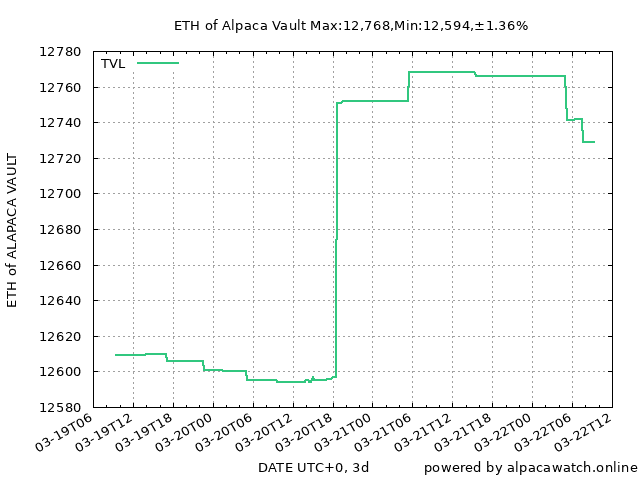 ETH of Alpaca Vault Max:12,768,Min:12,594,±1.36%
TVL
12780
12760
12740
12720
12700
12680
12660
12640
12620
12600
12580
ETH of ALAPACA VAULT
03-19T06
03-19T12
03-19T18
03-20T00
03-20T06
03-20T12
03-20T18
03-21T00
03-21T06
03-21T12
03-21T18
03-22T00
03-22T06
03-22T12
DATE UTC+0, 3d
powered by alpacawatch.online